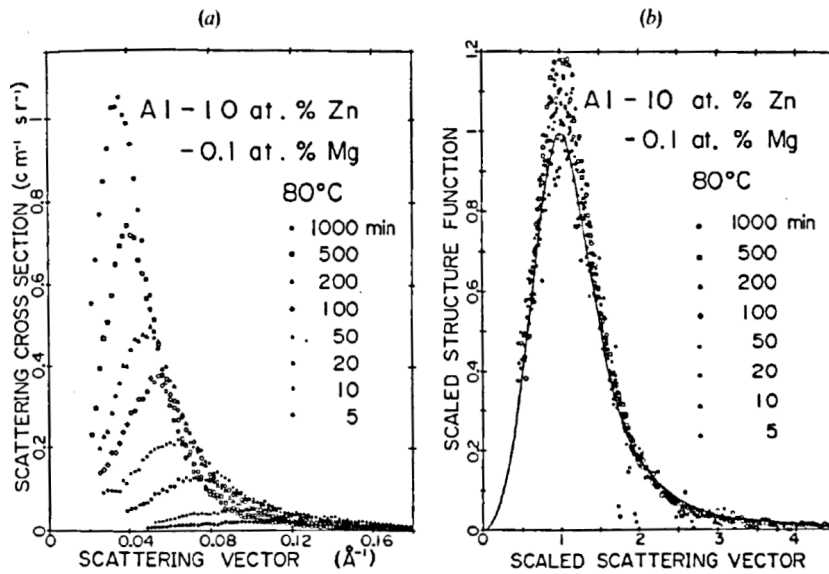 (a)
SCATTERING CROSS SECTION (cm⁻¹ sr⁻¹)
1
0.8
0.6
0.4
0.2
0
Al-10 at. % Zn
-0.1 at. % Mg
80°C
1000 min
500
200
100
50
20
10
5
0.04
0.08
0.12
0.16
SCATTERING VECTOR (Å⁻¹)
(b)
SCALED STRUCTURE FUNCTION
1.2
1
0.8
0.6
0.4
0.2
0
Al-10 at. % Zn
-0.1 at. % Mg
80°C
1000 min
500
200
100
50
20
10
5
0
1
2
3
4
SCALED SCATTERING VECTOR